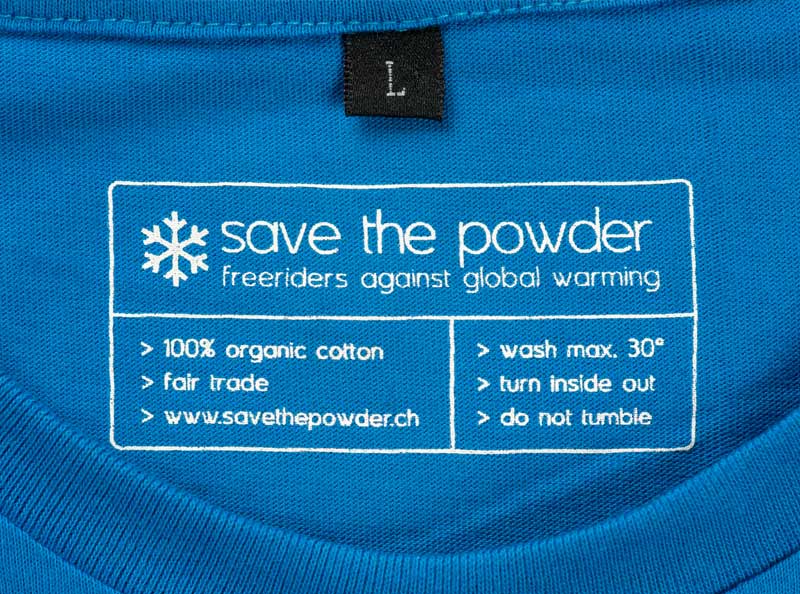 L
save the powder
freeriders against global warming
> 100% organic cotton
> fair trade
> www.savethepowder.ch
> wash max. 30°
> turn inside out
> do not tumble